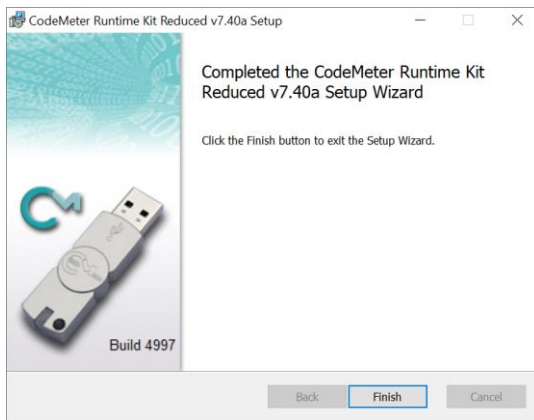 CodeMeter Runtime Kit Reduced v7.40a Setup
Completed the CodeMeter Runtime Kit
Reduced v7.40a Setup Wizard
Click the Finish button to exit the Setup Wizard.
Build 4997
Back
Finish
Cancel